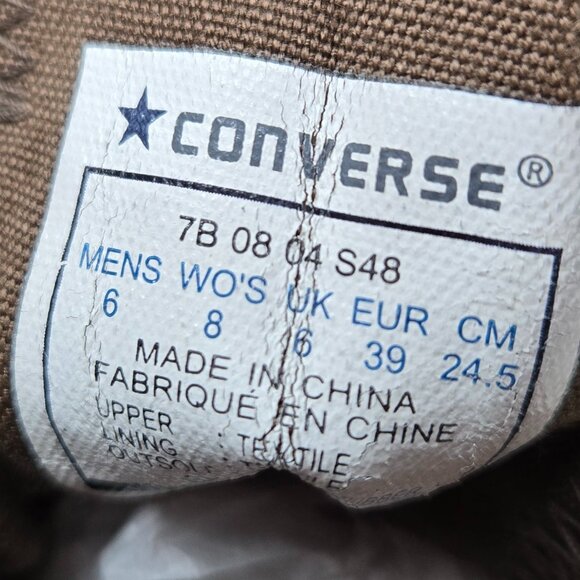 ★CONVERSE®
7B 08 04 S48
MENS WO'S UK EUR CM
6 8 6 39 24.5
MADE IN CHINA
FABRIQUE EN CHINE
UPPER
LINING : TEXTILE